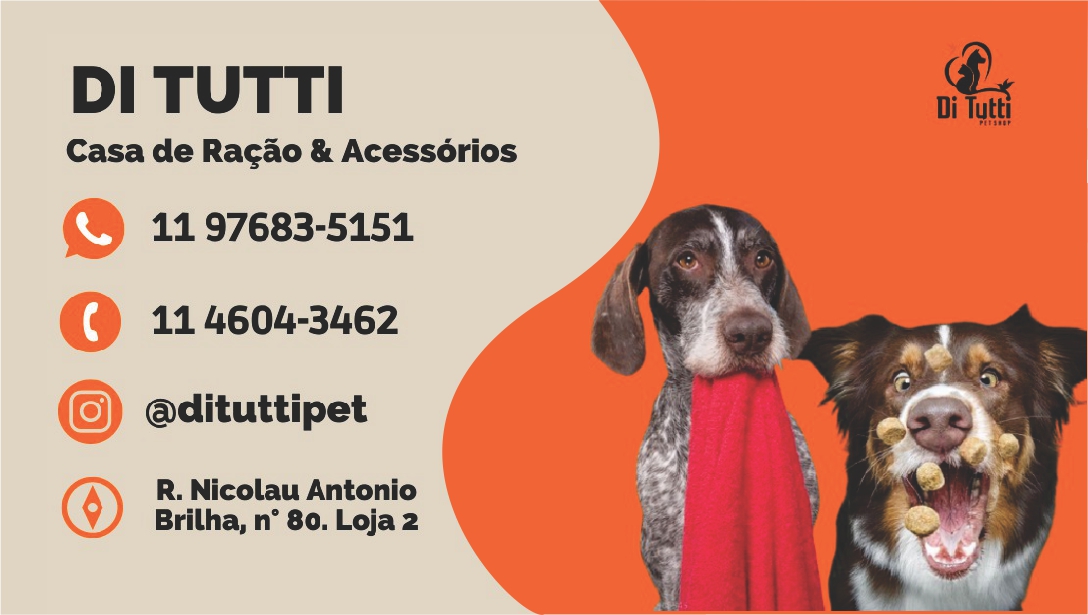 DI TUTTI
Casa de Ração & Acessórios
11 97683-5151
11 4604-3462
@dituttipet
R. Nicolau Antonio
Brilha, n° 80. Loja 2
Di Tutti
PET SHOP